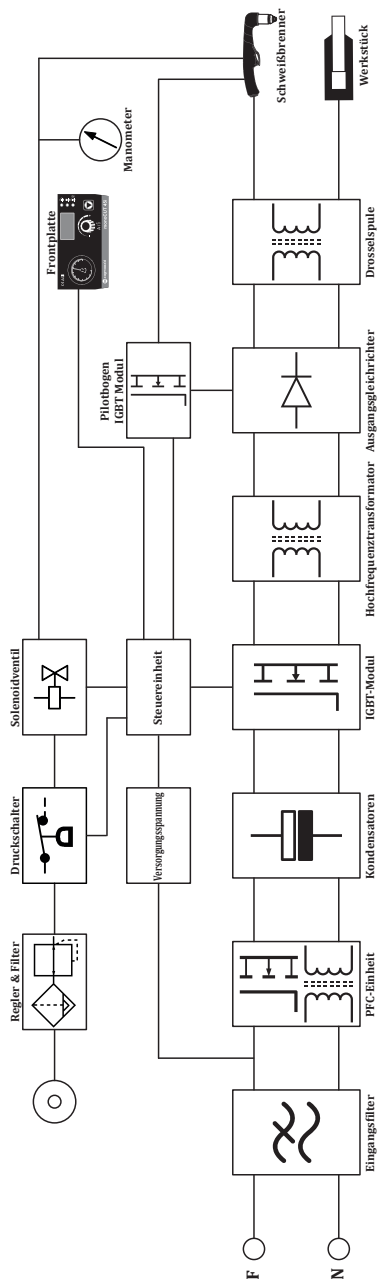 Regler & Filter
Druckschalter
Solenoidventil
Frontplatte
Manometer
Schweißbrenner
Werkstück
Versorgungsspannung
Steuereinheit
Pilotbogen
IGBT Modul
F
N
Eingangsfilter
PFC-Einheit
Kondensatoren
IGBT-Modul
Hochfrequenztransformator
Ausgangsgleichrichter
Drosselspule